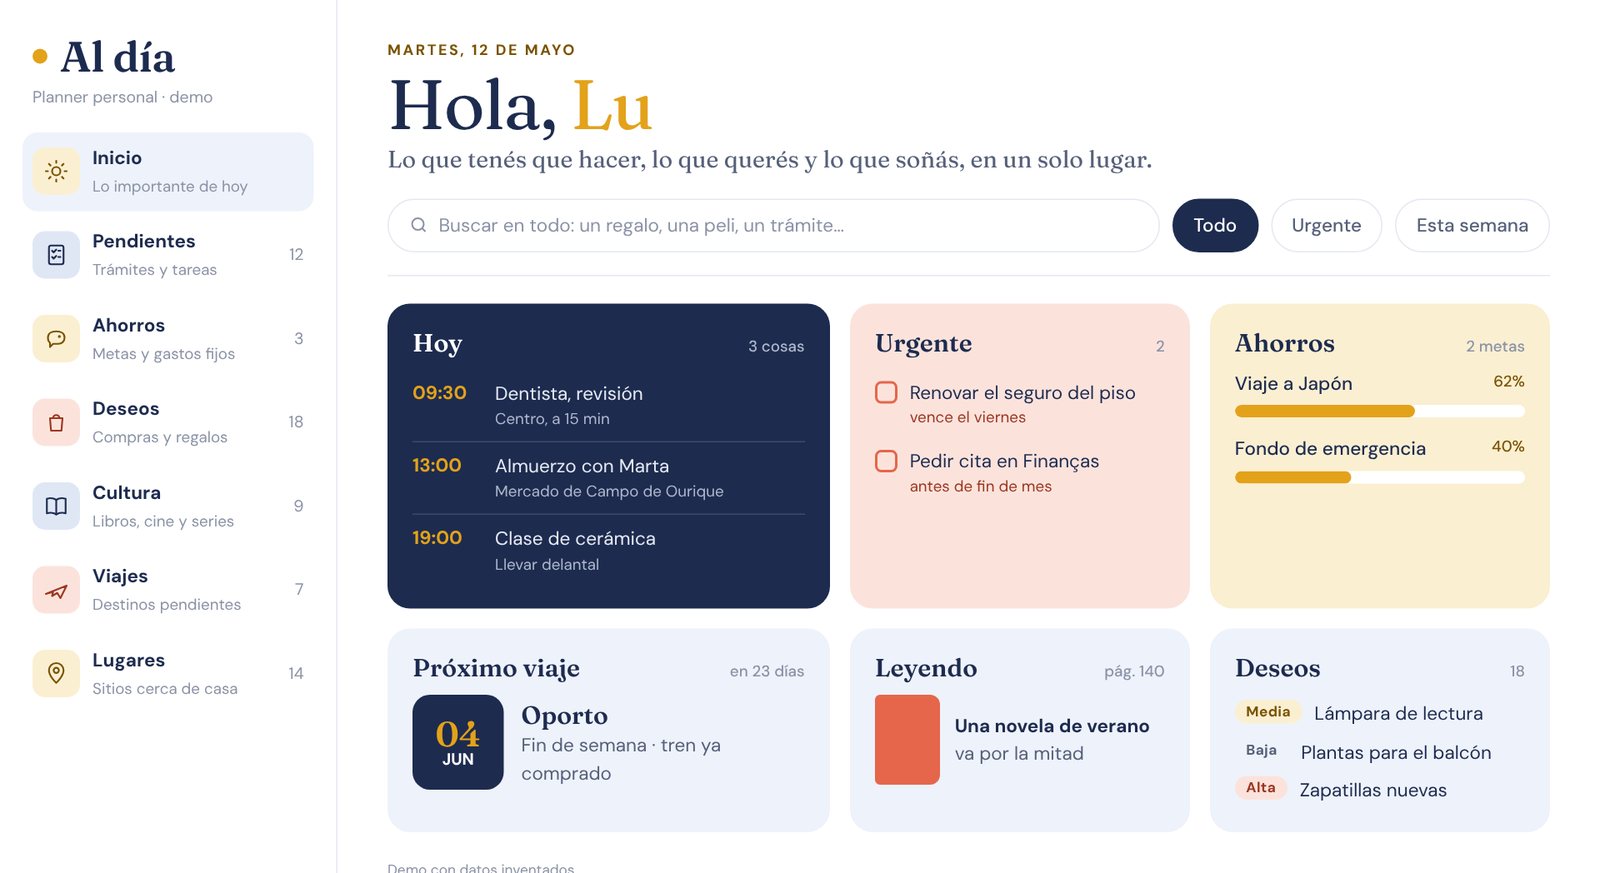 Al día
Planner personal · demo
Inicio
Lo importante de hoy
Pendientes
Trámites y tareas
12
Ahorros
Metas y gastos fijos
3
Deseos
Compras y regalos
18
Cultura
Libros, cine y series
9
Viajes
Destinos pendientes
7
Lugares
Sitios cerca de casa
14
MARTES, 12 DE MAYO
Hola, Lu
Lo que tenés que hacer, lo que querés y lo que soñás, en un solo lugar.
Buscar en todo: un regalo, una peli, un trámite...
Todo
Urgente
Esta semana
Hoy
3 cosas
09:30
Dentista, revisión
Centro, a 15 min
13:00
Almuerzo con Marta
Mercado de Campo de Ourique
19:00
Clase de cerámica
Llevar delantal
Urgente
2
Renovar el seguro del piso
vence el viernes
Pedir cita en Finanças
antes de fin de mes
Ahorros
2 metas
Viaje a Japón
62%
Fondo de emergencia
40%
Próximo viaje
en 23 días
04
JUN
Oporto
Fin de semana · tren ya
comprado
Leyendo
pág. 140
Una novela de verano
va por la mitad
Deseos
18
Media
Lámpara de lectura
Baja
Plantas para el balcón
Alta
Zapatillas nuevas
Demo con datos inventados